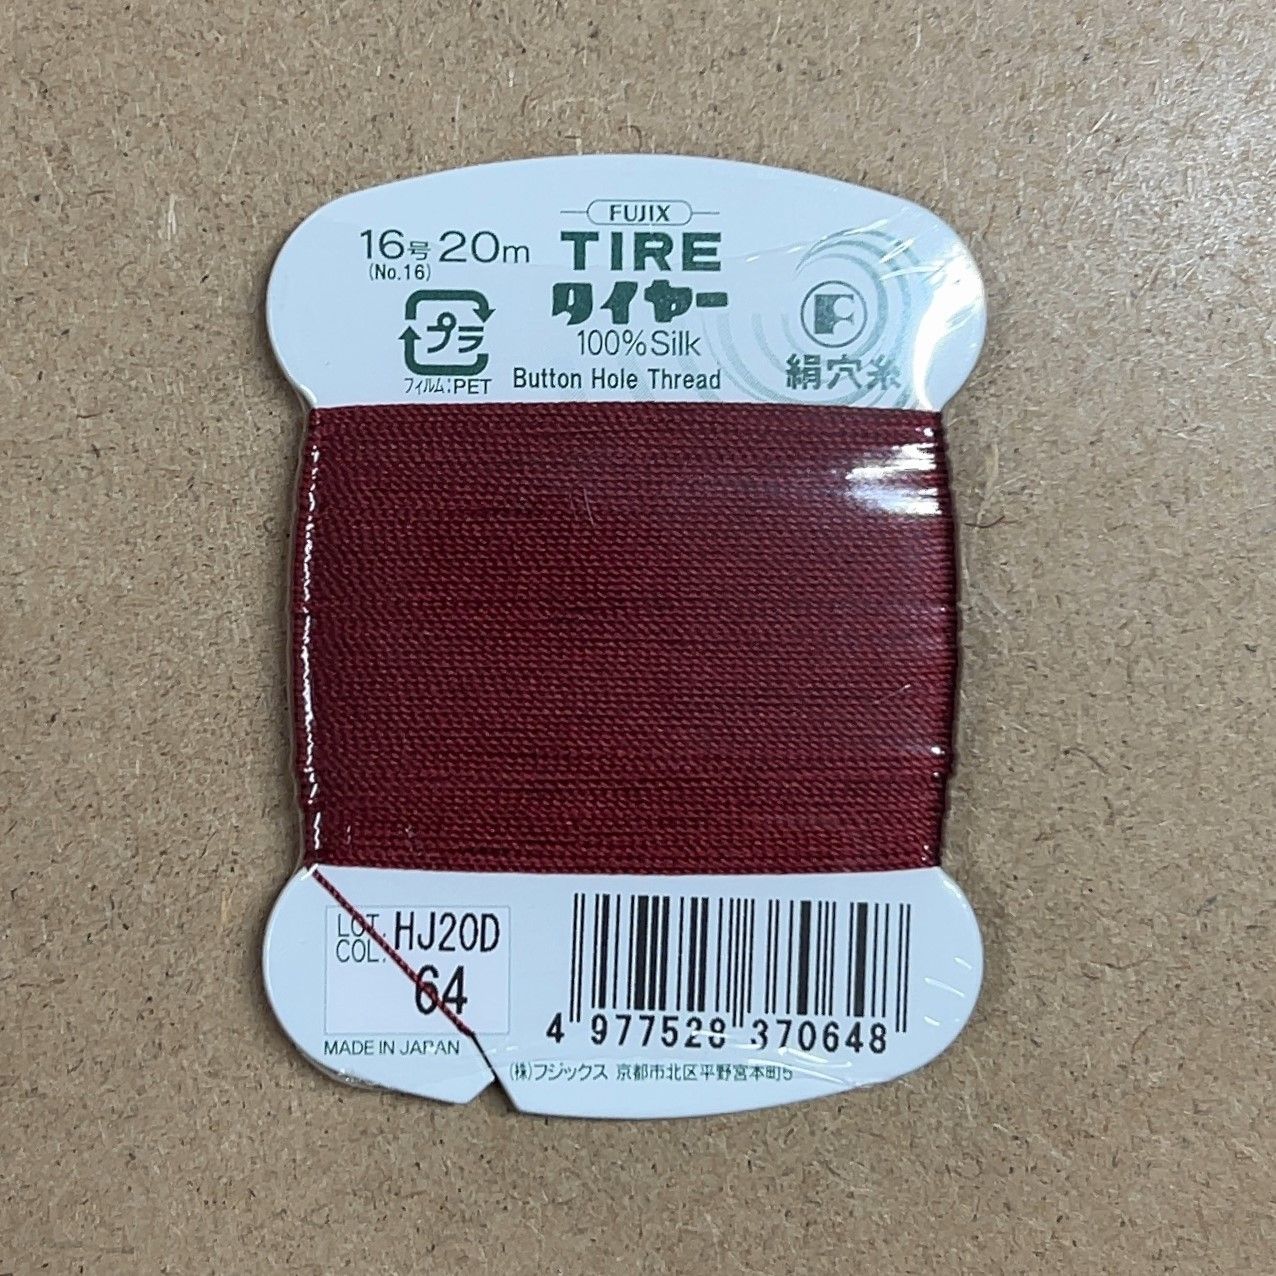 FUJIX
16号 20m
(No.16)
TIRE
タイヤー
プラ
100%Silk
フィルム:PET
Button Hole Thread
F
絹穴糸
LOT. HJ20D
COL. 64
4 977528 370648
MADE IN JAPAN
(株)フジックス 京都市北区平野宮本町5